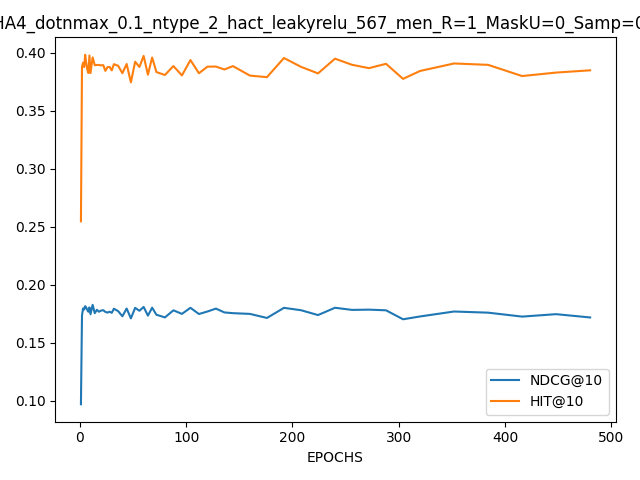 HA4_dotnmax_0.1_ntype_2_hact_leakyrelu_567_men_R=1_MaskU=0_Samp=0
0.40
0.35
0.30
0.25
0.20
0.15
0.10
NDCG@10
HIT@10
0 100 200 300 400 500
EPOCHS